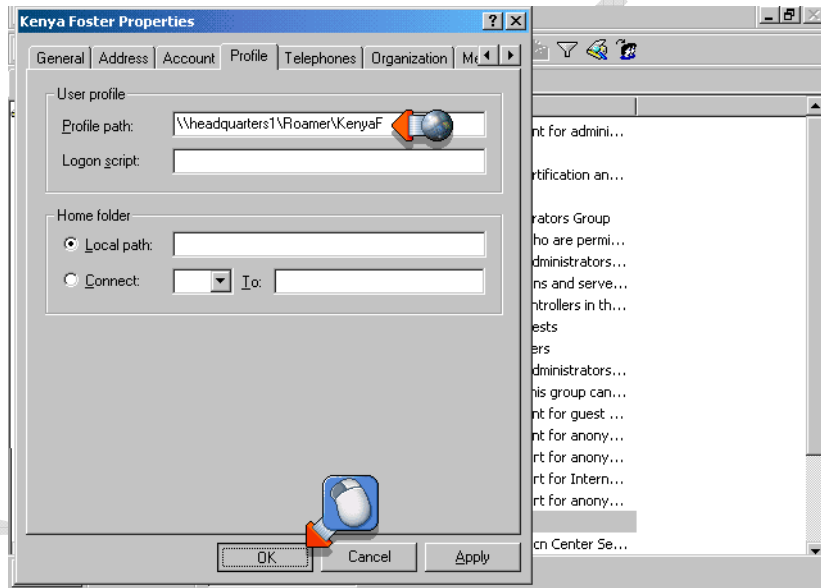 Kenya Foster Properties
General Address Account Profile Telephones Organization Me
User profile
Profile path: \\headquarters1\Roamer\KenyaF
Logon script:
Home folder
Local path:
Connect: To:
OK Cancel Apply
nt for admini...
rtification an...
rators Group
ho are permi...
dministrators...
ns and serve...
ntrollers in th...
ests
ers
dministrators...
his group can...
nt for guest ...
nt for anony...
rt for anony...
rt for Intern...
rt for anony...
cn Center Se...